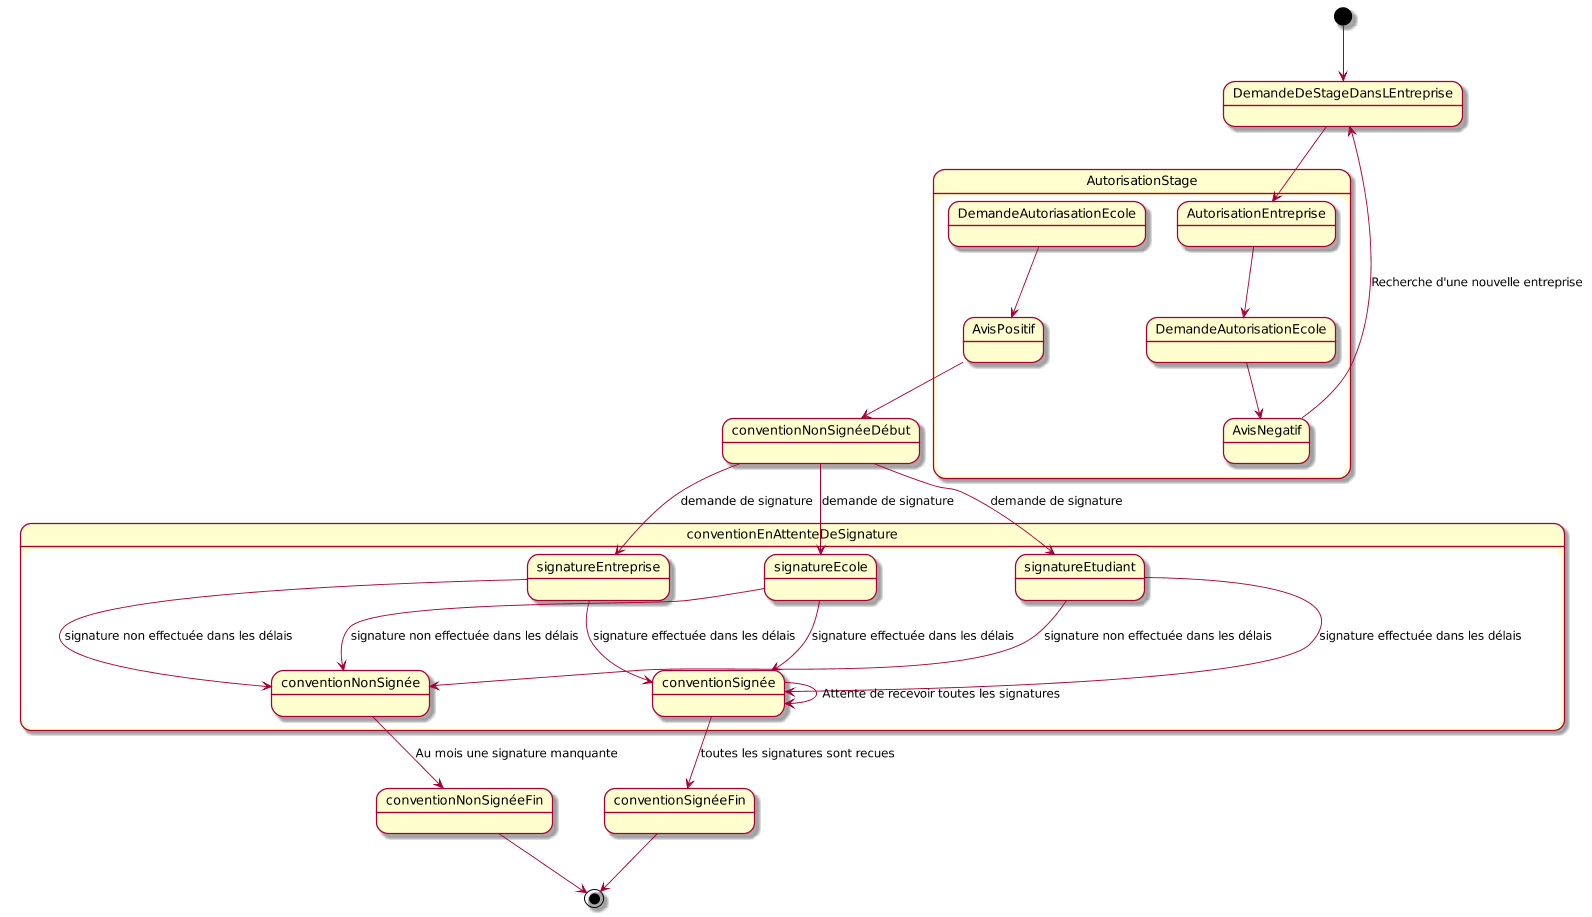 DemandeDeStageDansLEntreprise
AutorisationStage
DemandeAutoriasationEcole
AutorisationEntreprise
Recherche d'une nouvelle entreprise
AvisPositif
DemandeAutorisationEcole
conventionNonSignéeDébut
AvisNegatif
demande de signature
demande de signature
demande de signature
conventionEnAttenteDeSignature
signatureEntreprise
signatureEcole
signatureEtudiant
signature non effectuée dans les délais
signature non effectuée dans les délais
signature effectuée dans les délais
signature effectuée dans les délais
signature non effectuée dans les délais
signature effectuée dans les délais
conventionNonSignée
conventionSignée
Attente de recevoir toutes les signatures
Au mois une signature manquante
toutes les signatures sont recues
conventionNonSignéeFin
conventionSignéeFin